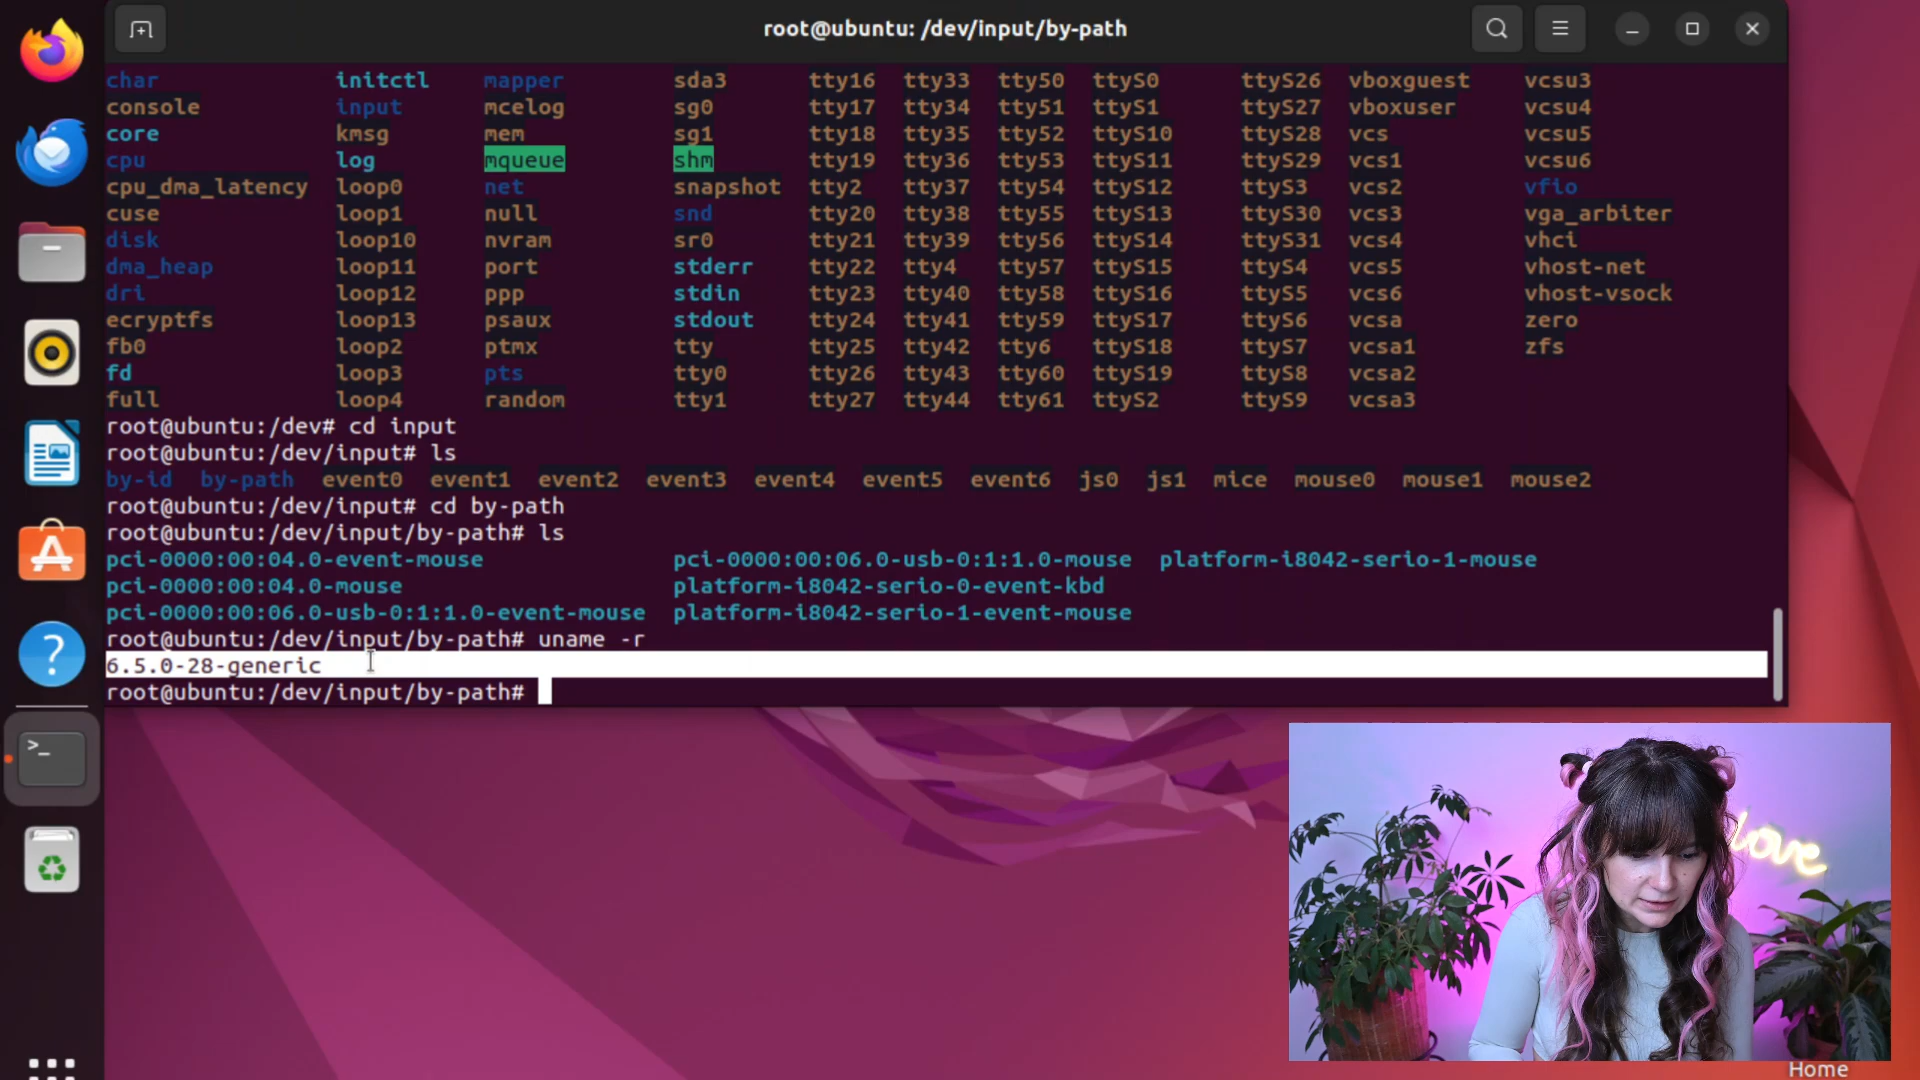 root@ubuntu: /dev/input/by-path
char initctl mapper sda3 tty16 tty33 tty50 ttyS0 ttyS26 vboxguest vcsu3
console input mcelog sg0 tty17 tty34 tty51 ttyS1 ttyS27 vboxuser vcsu4
core kmsg mem sg1 tty18 tty35 tty52 ttyS10 ttyS28 vcs vcsu5
cpu log mqueue shm tty19 tty36 tty53 ttyS11 ttyS29 vcs1 vcsu6
cpu_dma_latency loop0 net snapshot tty2 tty37 tty54 ttyS12 ttyS3 vcs2 vfio
cuse loop1 null snd tty20 tty38 tty55 ttyS13 ttyS30 vcs3 vga_arbiter
disk loop10 nvram sr0 tty21 tty39 tty56 ttyS14 ttyS31 vcs4 vhci
dma_heap loop11 port stderr tty22 tty4 tty57 ttyS15 ttyS4 vcs5 vhost-net
dri loop12 ppp stdin tty23 tty40 tty58 ttyS16 ttyS5 vcs6 vhost-vsock
ecryptfs loop13 psaux stdout tty24 tty41 tty59 ttyS17 ttyS6 vcsa zero
fb0 loop2 ptmx tty tty25 tty42 tty6 ttyS18 ttyS7 vcsa1 zfs
fd loop3 pts tty0 tty26 tty43 tty60 ttyS19 ttyS8 vcsa2
full loop4 random tty1 tty27 tty44 tty61 ttyS2 ttyS9 vcsa3
root@ubuntu:/dev# cd input
root@ubuntu:/dev/input# ls
by-id by-path event0 event1 event2 event3 event4 event5 event6 js0 js1 mice mouse0 mouse1 mouse2
root@ubuntu:/dev/input# cd by-path
root@ubuntu:/dev/input/by-path# ls
pci-0000:00:04.0-event-mouse pci-0000:00:06.0-usb-0:1:1.0-mouse platform-i8042-serio-1-mouse
pci-0000:00:04.0-mouse platform-i8042-serio-0-event-kbd
pci-0000:00:06.0-usb-0:1:1.0-event-mouse platform-i8042-serio-1-event-mouse
root@ubuntu:/dev/input/by-path# uname -r
6.5.0-28-generic
root@ubuntu:/dev/input/by-path#
love
Home